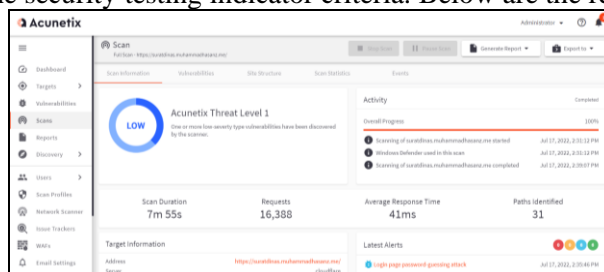 e security testing indicator criteria. Below are the re
Acunetix
Administrator
Scan
Full Scan - https://suratdinas.muhammadhasanz.me/
Stop Scan
Pause Scan
Generate Report
Export to
Dashboard
Targets
Vulnerabilities
Scans
Reports
Discovery
Users
Scan Profiles
Network Scanner
Issue Trackers
WAFs
Email Settings
Scan Information
Vulnerabilities
Site Structure
Scan Statistics
Events
LOW
Acunetix Threat Level 1
One or more low-severity type vulnerabilities have been discovered
by the scanner.
Activity
Completed
Overall Progress
100%
Scanning of suratdinas.muhammadhasanz.me started
Jul 17, 2022, 2:31:12 PM
Windows Defender used in this scan
Jul 17, 2022, 2:31:12 PM
Scanning of suratdinas.muhammadhasanz.me completed
Jul 17, 2022, 2:39:07 PM
Scan Duration
7m 55s
Requests
16,388
Average Response Time
41ms
Paths Identified
31
Target Information
Address
https://suratdinas.muhammadhasanz.me/
Server
cloudflare
Latest Alerts
Login page password-guessing attack
Jul 17, 2022, 2:35:46 PM